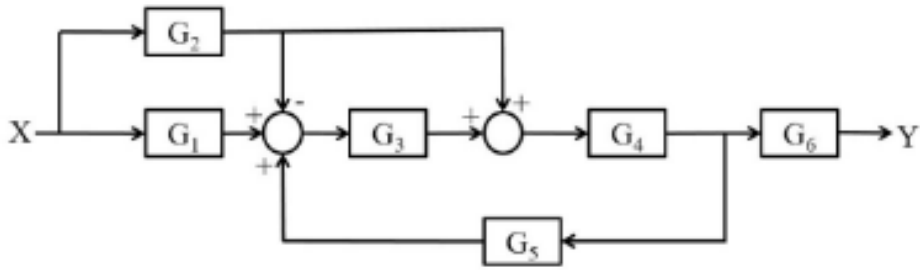 G₂
+ - +
X G₁ + G₃ + G₄ G₆ Y
+
G₅